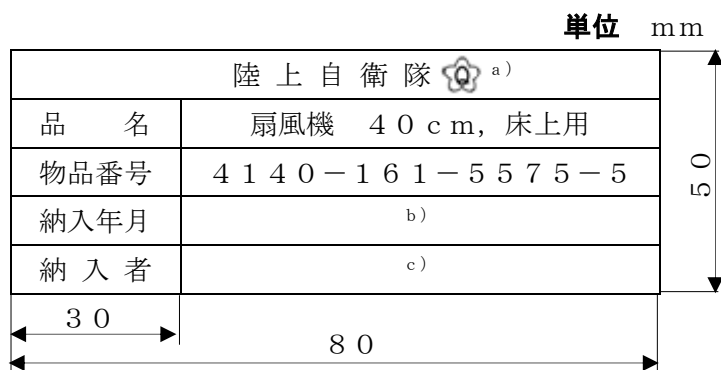 単位　ｍｍ
陸上自衛隊 Q ａ）
品　　名　扇風機　４０ｃｍ，床上用
物品番号　４１４０－１６１－５５７５－５
納入年月　ｂ）
納入者　ｃ）
５０
３０
８０